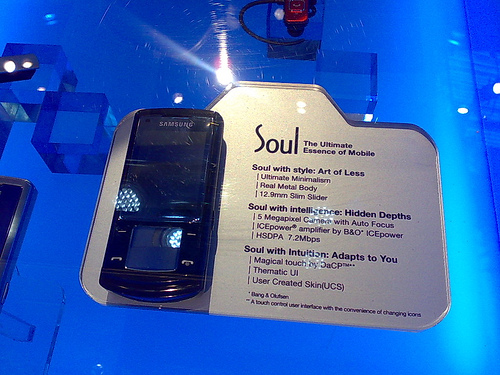 SAMSUNG
Soul The Ultimate
Essence of Mobile
Soul with style: Art of Less
| Ultimate Minimalism
| Real Metal Body
| 12.9mm Slim Slider
Soul with intelligence: Hidden Depths
| 5 Megapixel Camera with Auto Focus
| ICEpower® amplifier by B&O* ICEpower
| HSDPA 7.2Mbps
Soul with Intuition: Adapts to You
| Magical touch by DaCP™**
| Thematic UI
| User Created Skin(UCS)
* Bang & Olufsen
** A touch control user interface with the convenience of changing icons